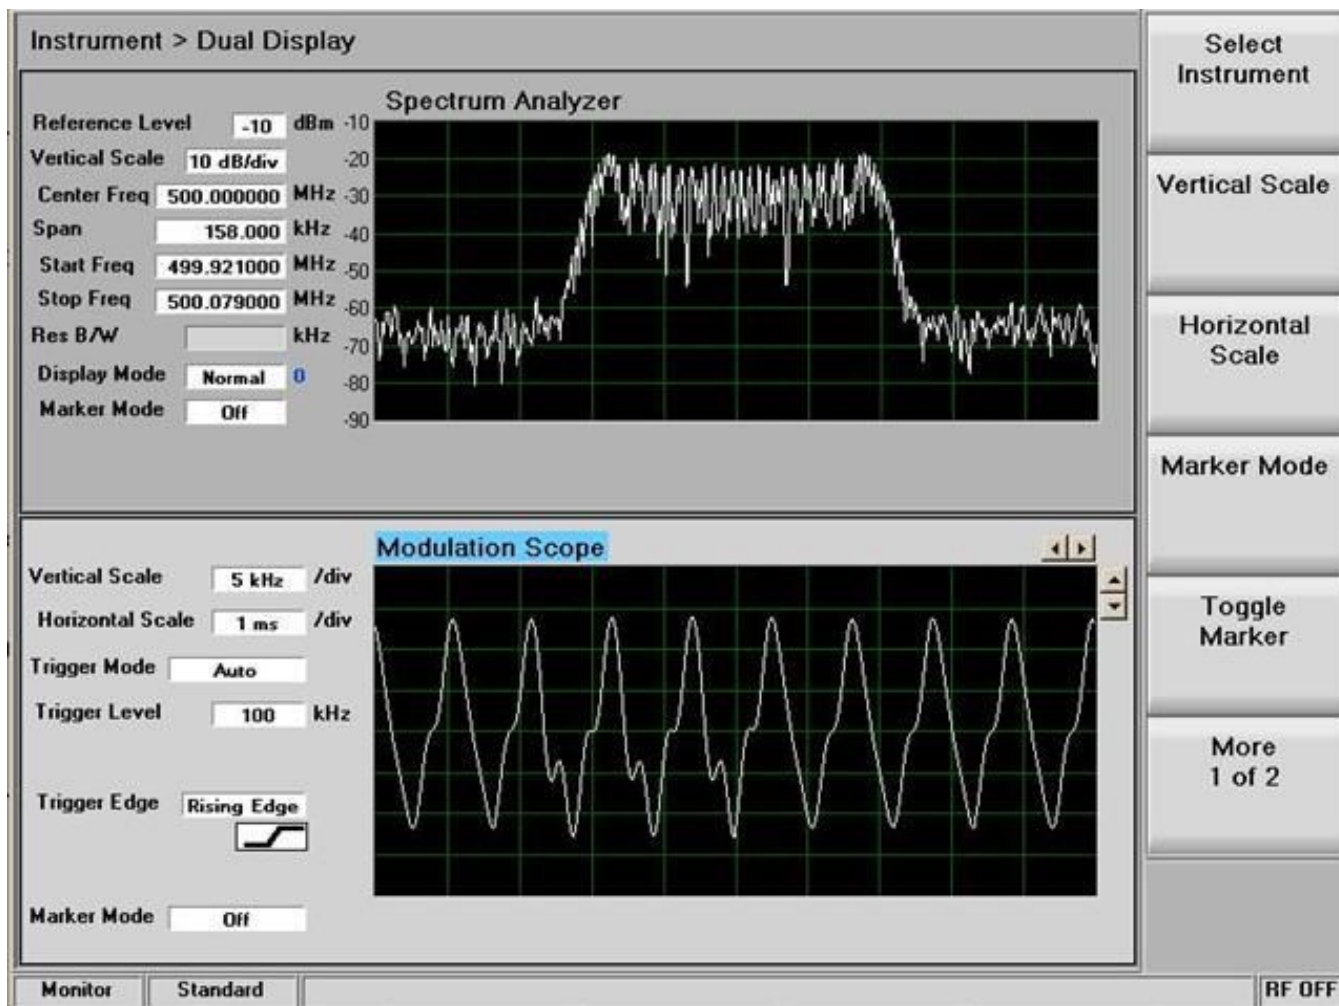 Instrument > Dual Display
Spectrum Analyzer
Reference Level -10 dBm
Vertical Scale 10 dB/div
Center Freq 500.000000 MHz
Span 158.000 kHz
Start Freq 499.921000 MHz
Stop Freq 500.079000 MHz
Res B/W kHz
Display Mode Normal 0
Marker Mode Off
-10
-20
-30
-40
-50
-60
-70
-80
-90
Modulation Scope
Vertical Scale 5 kHz /div
Horizontal Scale 1 ms /div
Trigger Mode Auto
Trigger Level 100 kHz
Trigger Edge Rising Edge
Marker Mode Off
Select
Instrument
Vertical Scale
Horizontal
Scale
Marker Mode
Toggle
Marker
More
1 of 2
Monitor Standard RF OFF